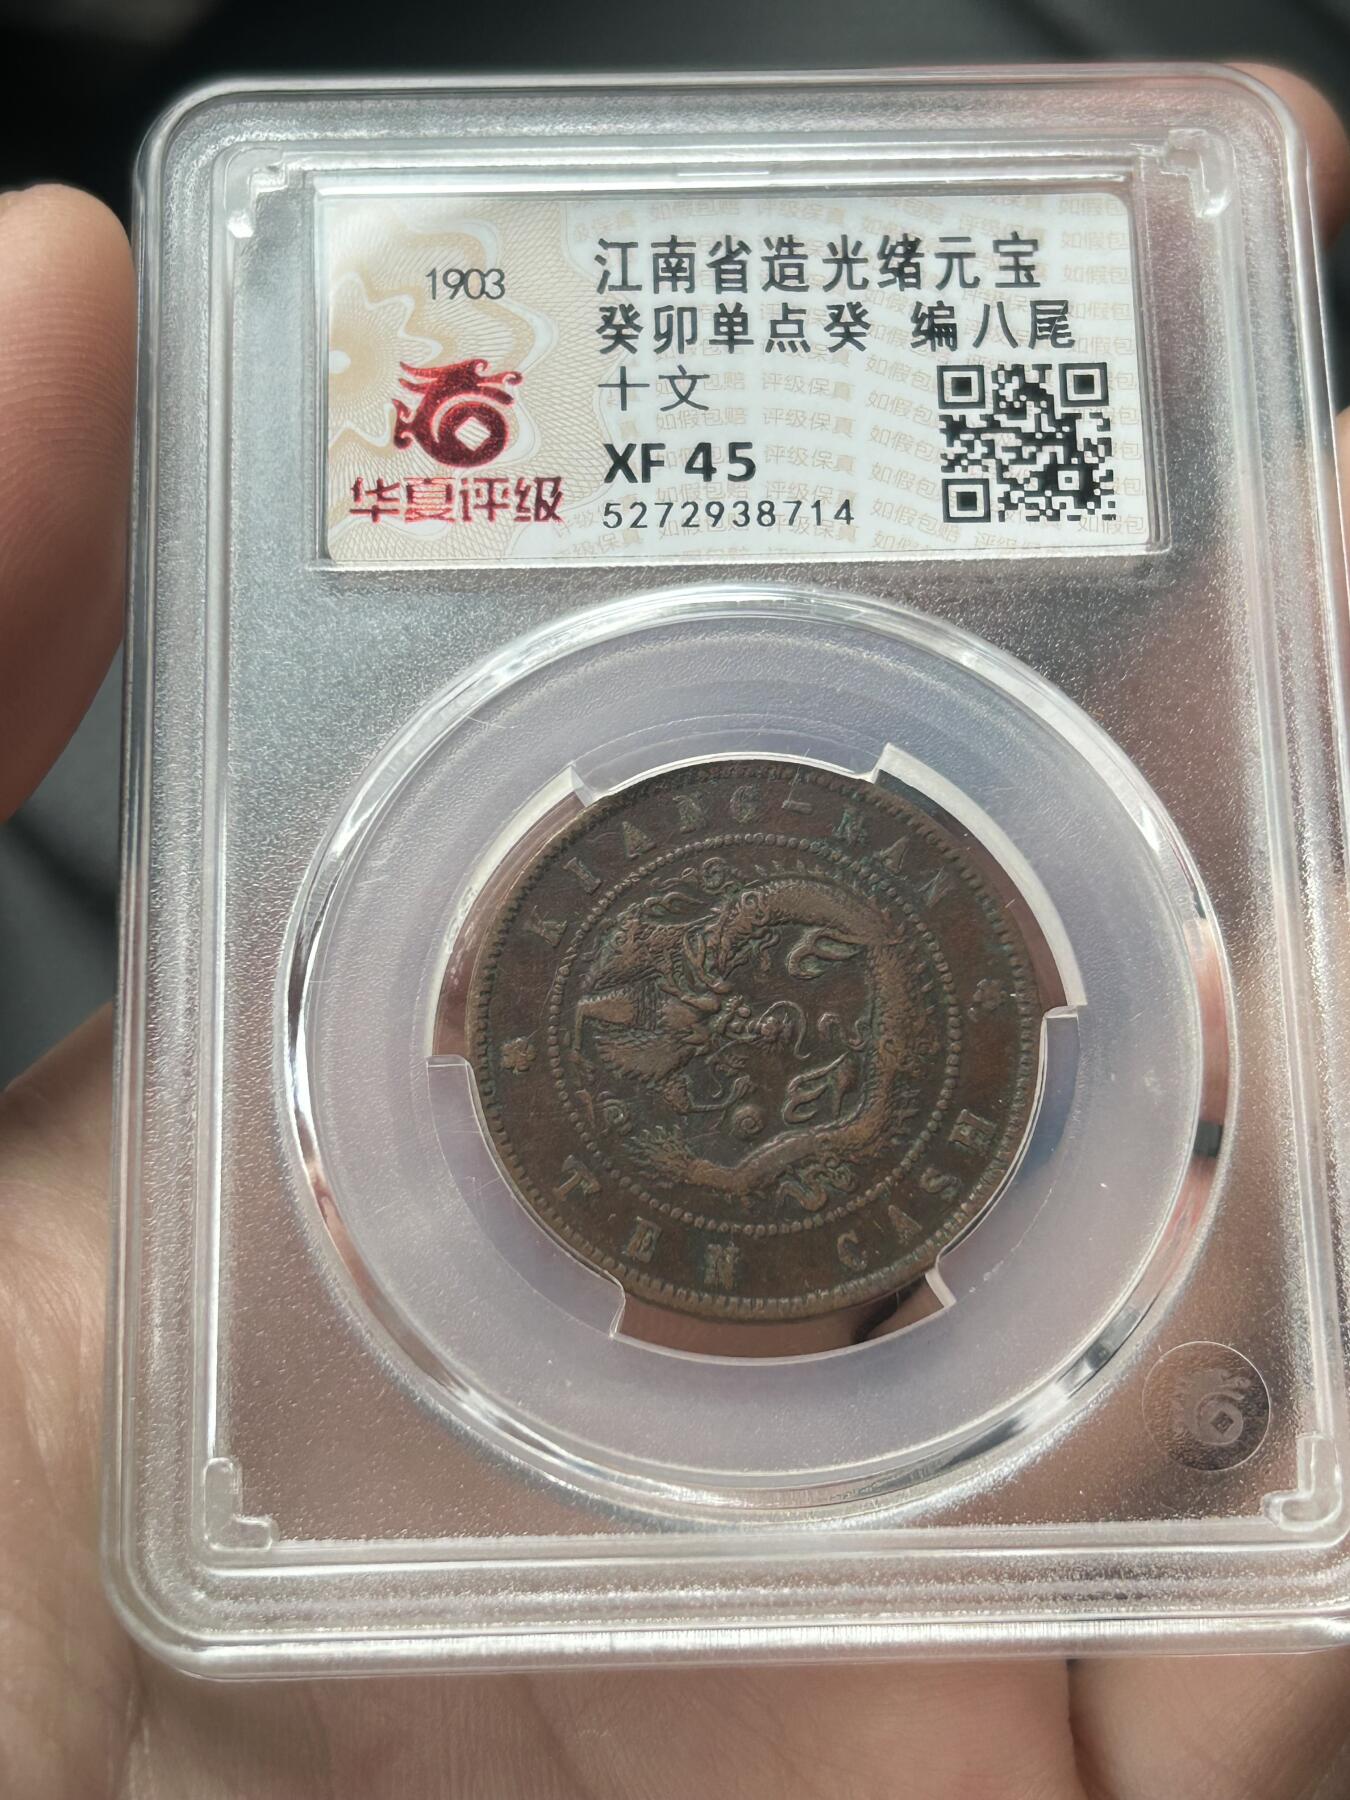 1903
江南省造光绪元宝
癸卯单点癸 编八尾
十文
XF 45
5272938714
华夏评级
KIANG-NAN
TEN CASH